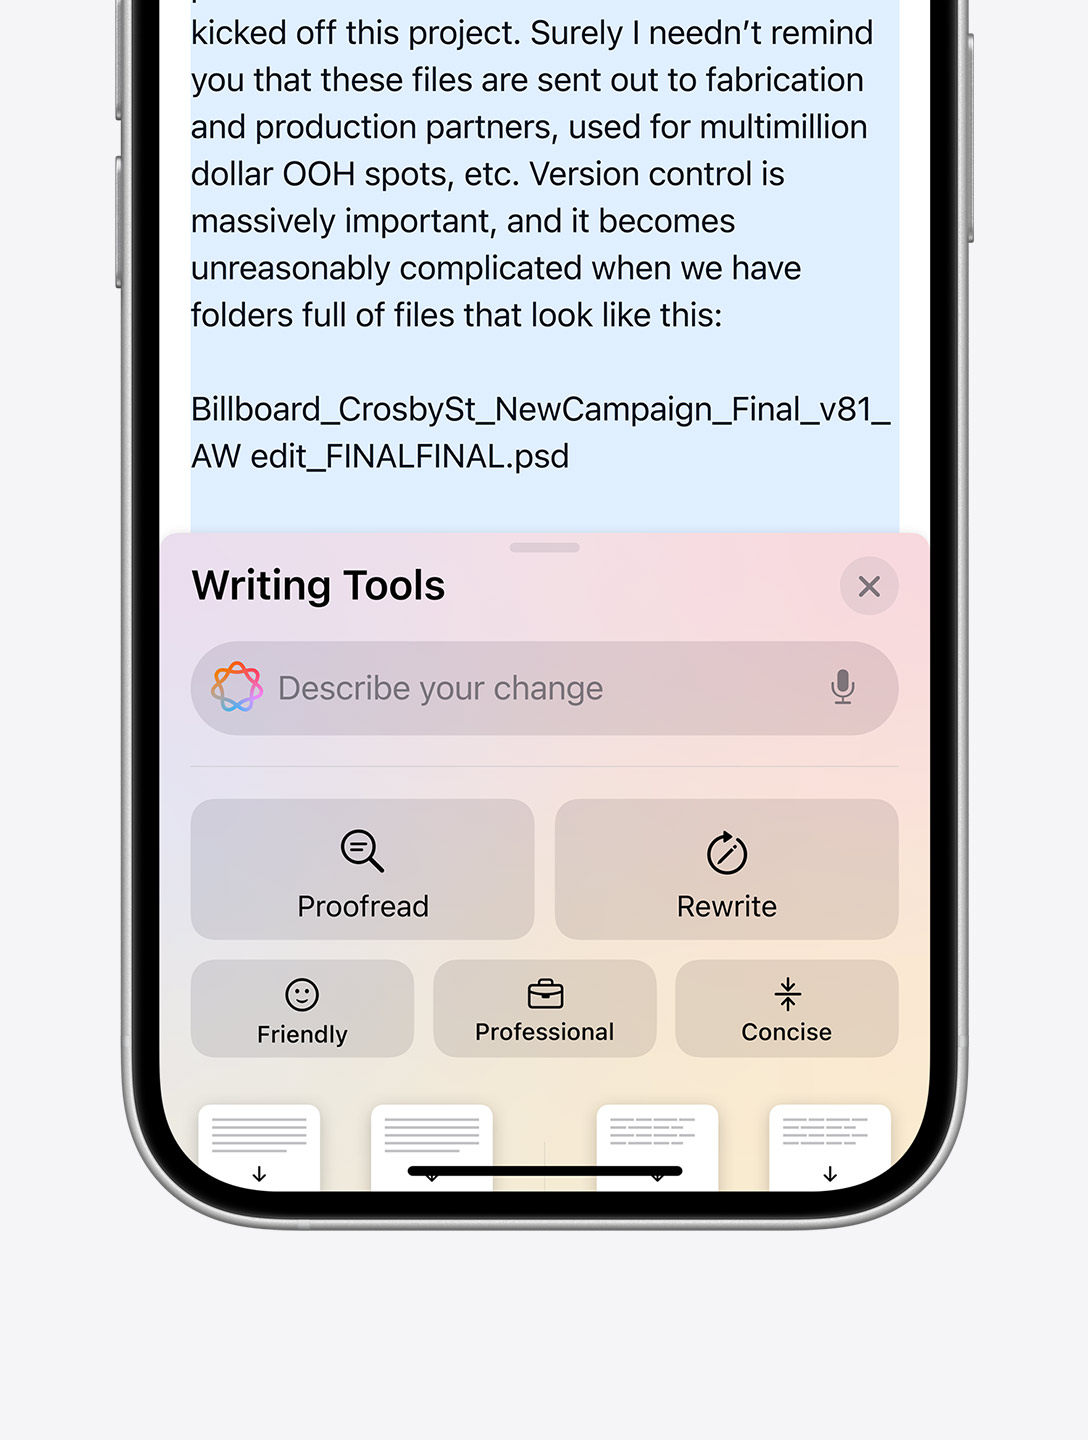 kicked off this project. Surely I needn’t remind
you that these files are sent out to fabrication
and production partners, used for multimillion
dollar OOH spots, etc. Version control is
massively important, and it becomes
unreasonably complicated when we have
folders full of files that look like this:
Billboard_CrosbySt_NewCampaign_Final_v81_
AW edit_FINALFINAL.psd
Writing Tools
Describe your change
Proofread
Rewrite
Friendly
Professional
Concise